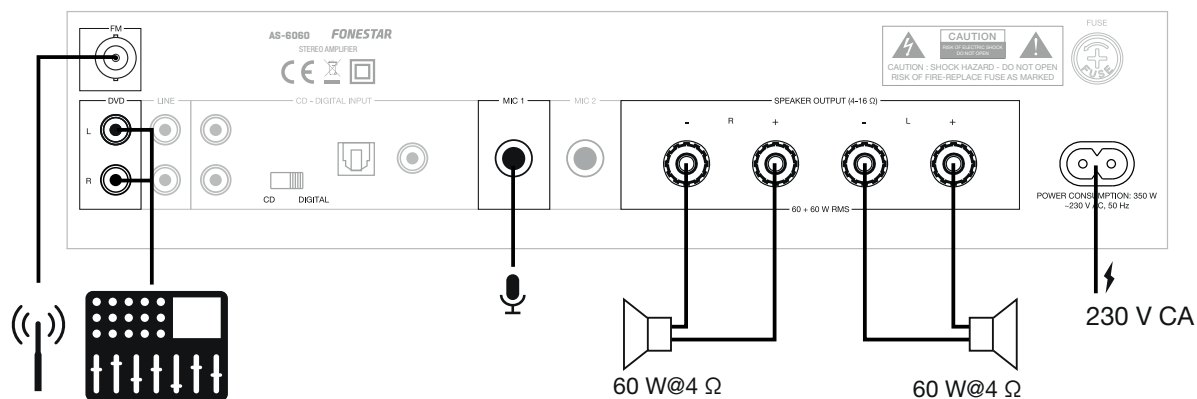 FM
AS-6060 FONESTAR
STEREO AMPLIFIER
CE
CAUTION
RISK OF ELECTRIC SHOCK
DO NOT OPEN
CAUTION : SHOCK HAZARD - DO NOT OPEN
RISK OF FIRE-REPLACE FUSE AS MARKED
FUSE
FUSE
DVD
LINE
CD - DIGITAL INPUT
MIC 1
MIC 2
SPEAKER OUTPUT (4-16 Ω)
L
R
- R + - L +
CD DIGITAL
60 + 60 W RMS
POWER CONSUMPTION: 350 W
~230 V AC, 50 Hz
230 V CA
60 W@4 Ω
60 W@4 Ω